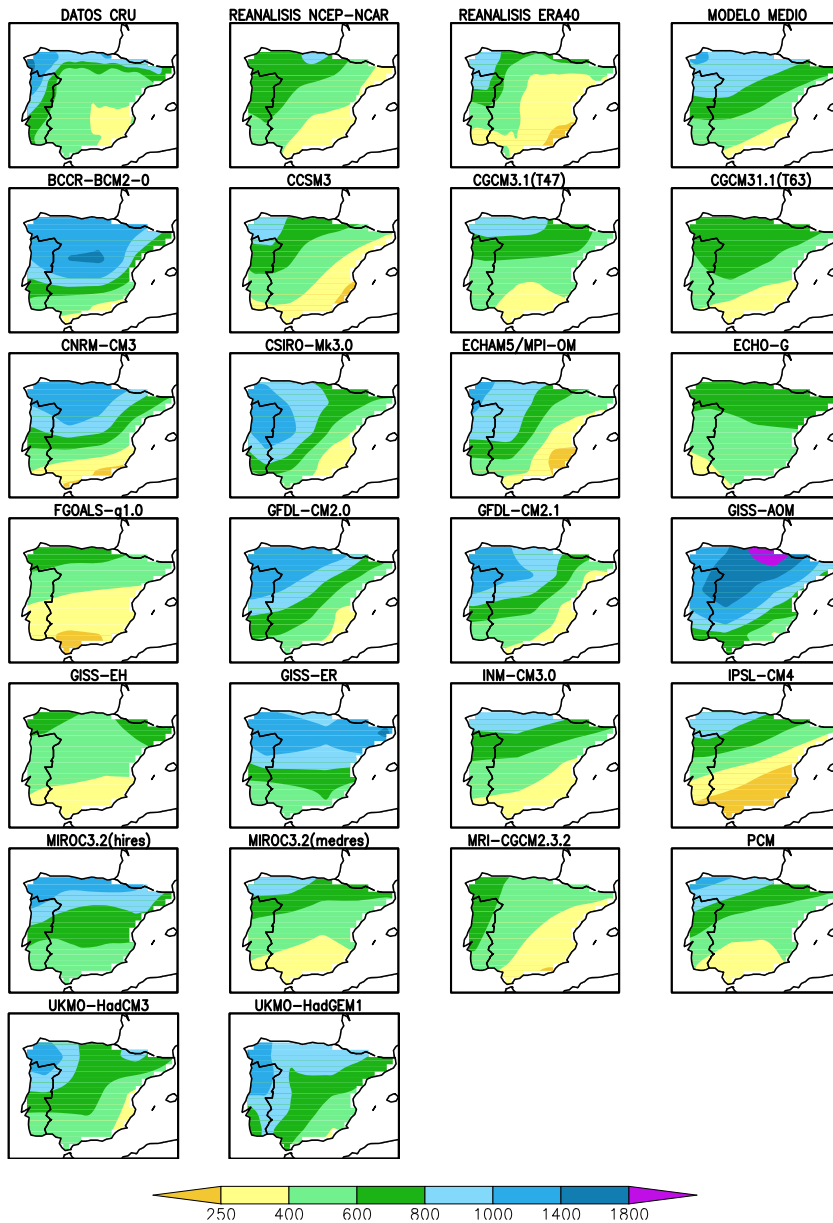 DATOS CRU
REANALISIS NCEP-NCAR
REANALISIS ERA40
MODELO MEDIO
BCCR-BCM2-0
CCSM3
CGCM3.1(T47)
CGCM31.1(T63)
CNRM-CM3
CSIRO-Mk3.0
ECHAM5/MPI-OM
ECHO-G
FGOALS-g1.0
GFDL-CM2.0
GFDL-CM2.1
GISS-AOM
GISS-EH
GISS-ER
INM-CM3.0
IPSL-CM4
MIROC3.2(hires)
MIROC3.2(medres)
MRI-CGCM2.3.2
PCM
UKMO-HadCM3
UKMO-HadGEM1
250 400 600 800 1000 1400 1800